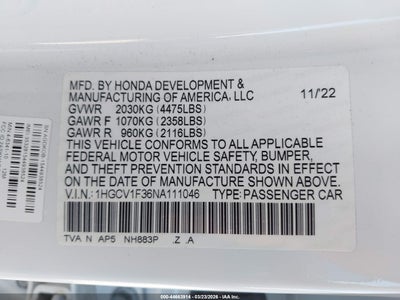 MFD. BY HONDA DEVELOPMENT &
MANUFACTURING OF AMERICA, LLC 11/'22
GVWR 2030KG (4475LBS)
GAWR F 1070KG (2358LBS)
GAWR R 960KG (2116LBS)
THIS VEHICLE CONFORMS TO ALL APPLICABLE
FEDERAL MOTOR VEHICLE SAFETY, BUMPER,
AND THEFT PREVENTION STANDARDS IN EFFECT
ON THE DATE OF MANUFACTURE SHOWN ABOVE.
V.I.N.: 1HGCV1F36NA111046 TYPE: PASSENGER CAR
TVA N AP5 NH883P .Z .A
000-44663914 - 03/23/2026 - IAA Inc. (Canada)